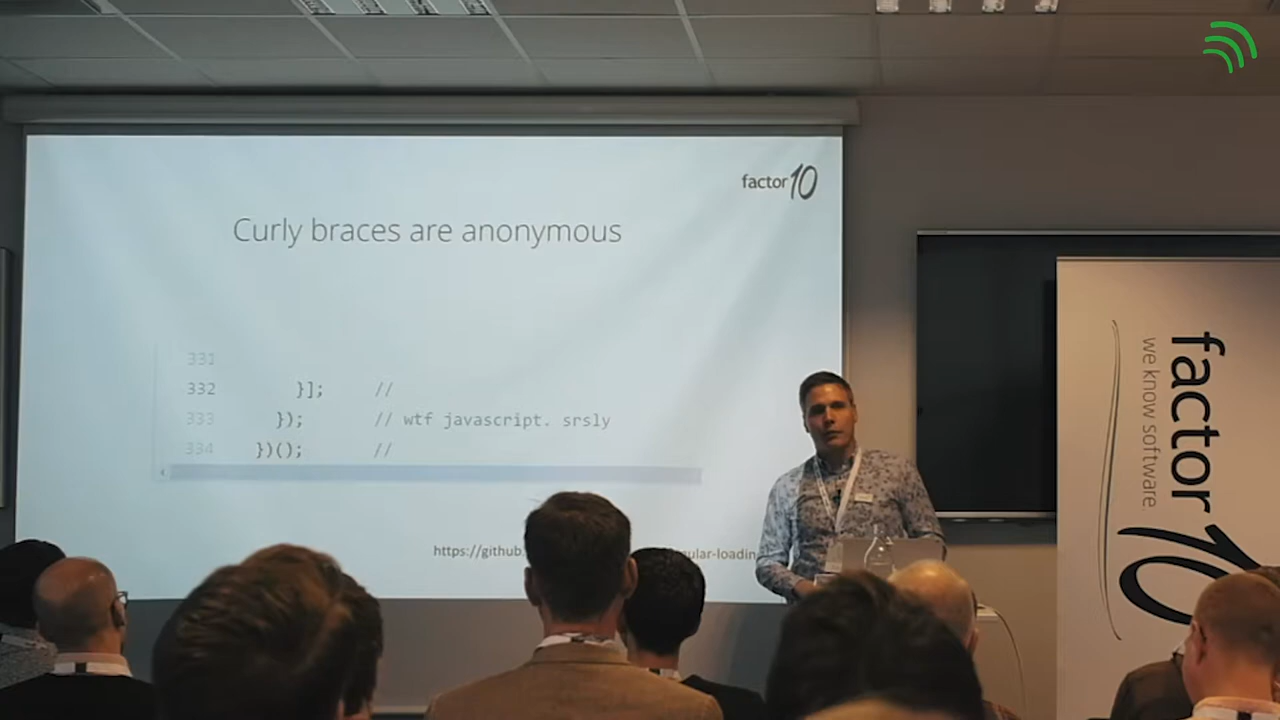 factor10
Curly braces are anonymous
331
332 }]; //
333 }); // wtf javascript. srsly
334 })(); //
https://github.
gular-loadin
factor10
we know software.